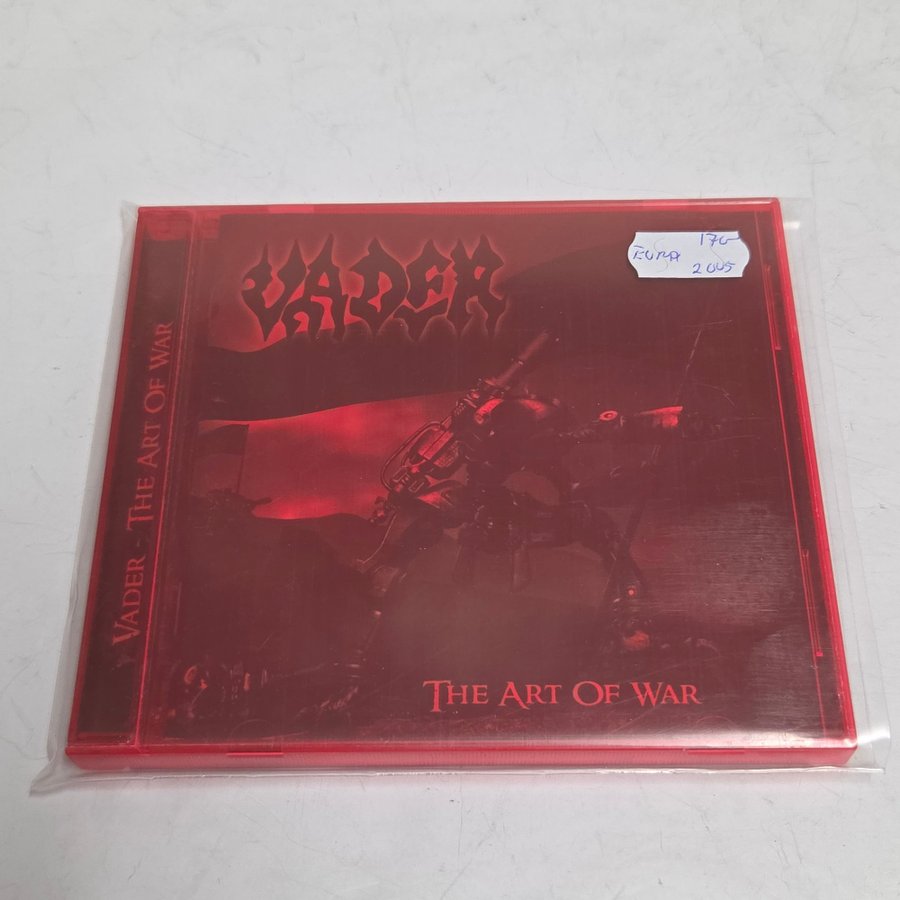 VADER
170-
EURA
2005
VADER - THE ART OF WAR
THE ART OF WAR